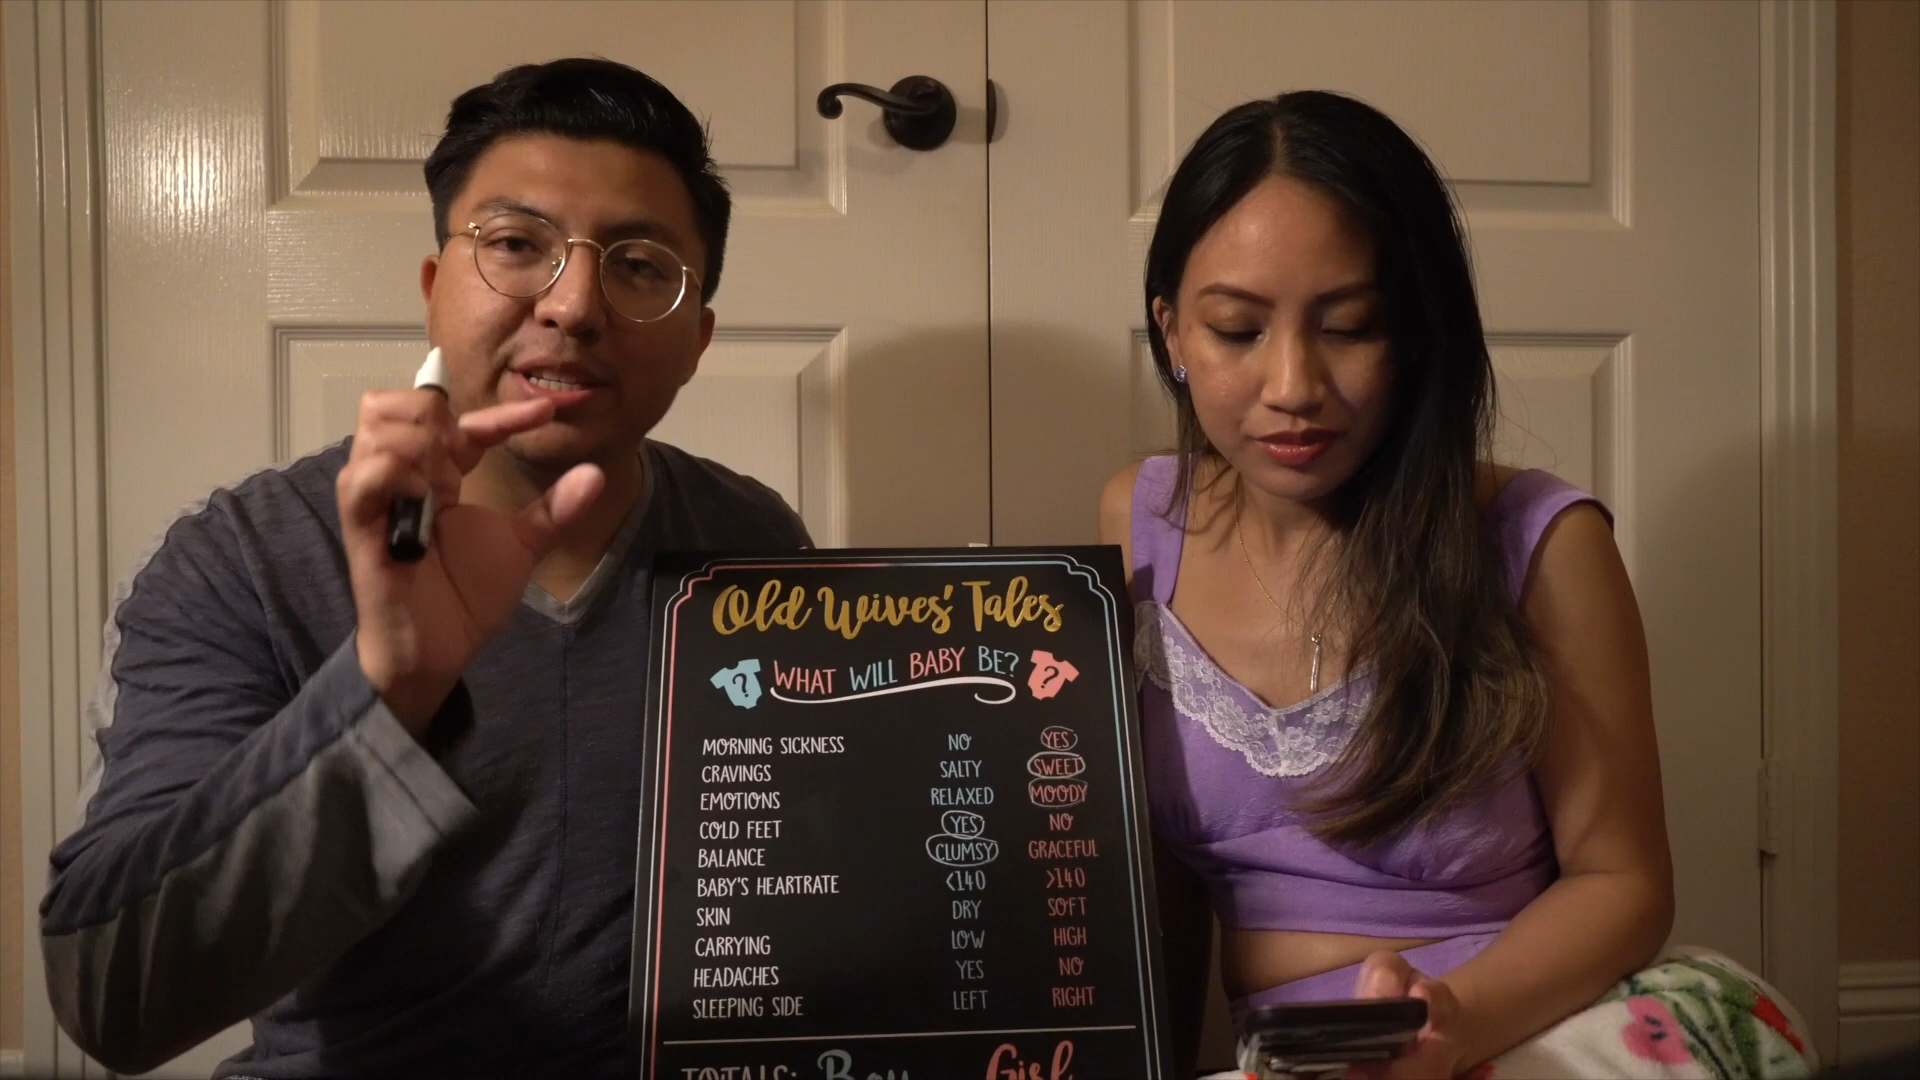 Old Wives' Tales
? WHAT WILL BABY BE? ?
MORNING SICKNESS NO YES
CRAVINGS SALTY SWEET
EMOTIONS RELAXED MOODY
COLD FEET YES NO
BALANCE CLUMSY GRACEFUL
BABY'S HEARTRATE <140 >140
SKIN DRY SOFT
CARRYING LOW HIGH
HEADACHES YES NO
SLEEPING SIDE LEFT RIGHT
TOTALS: Boy Girl